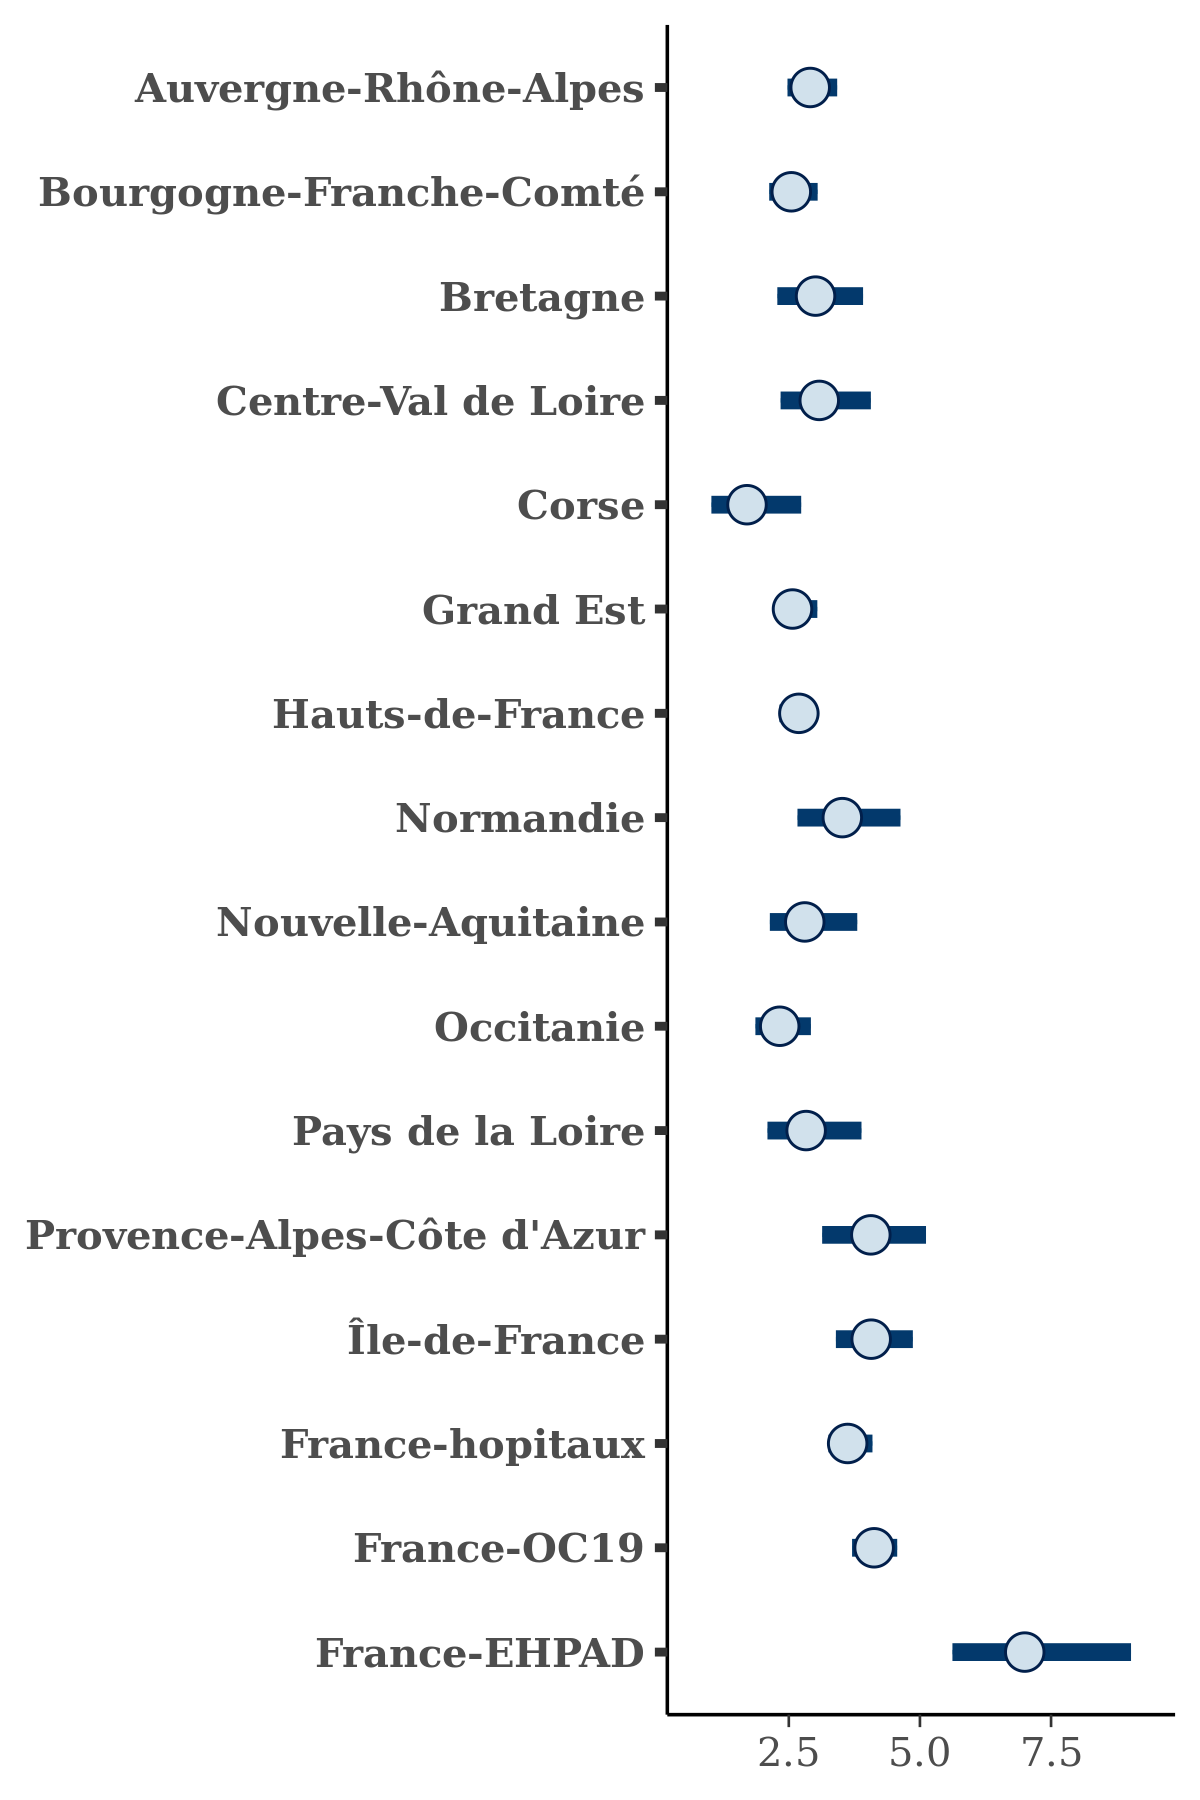 Auvergne-Rhône-Alpes
Bourgogne-Franche-Comté
Bretagne
Centre-Val de Loire
Corse
Grand Est
Hauts-de-France
Normandie
Nouvelle-Aquitaine
Occitanie
Pays de la Loire
Provence-Alpes-Côte d'Azur
Île-de-France
France-hopitaux
France-OC19
France-EHPAD
2.5 5.0 7.5